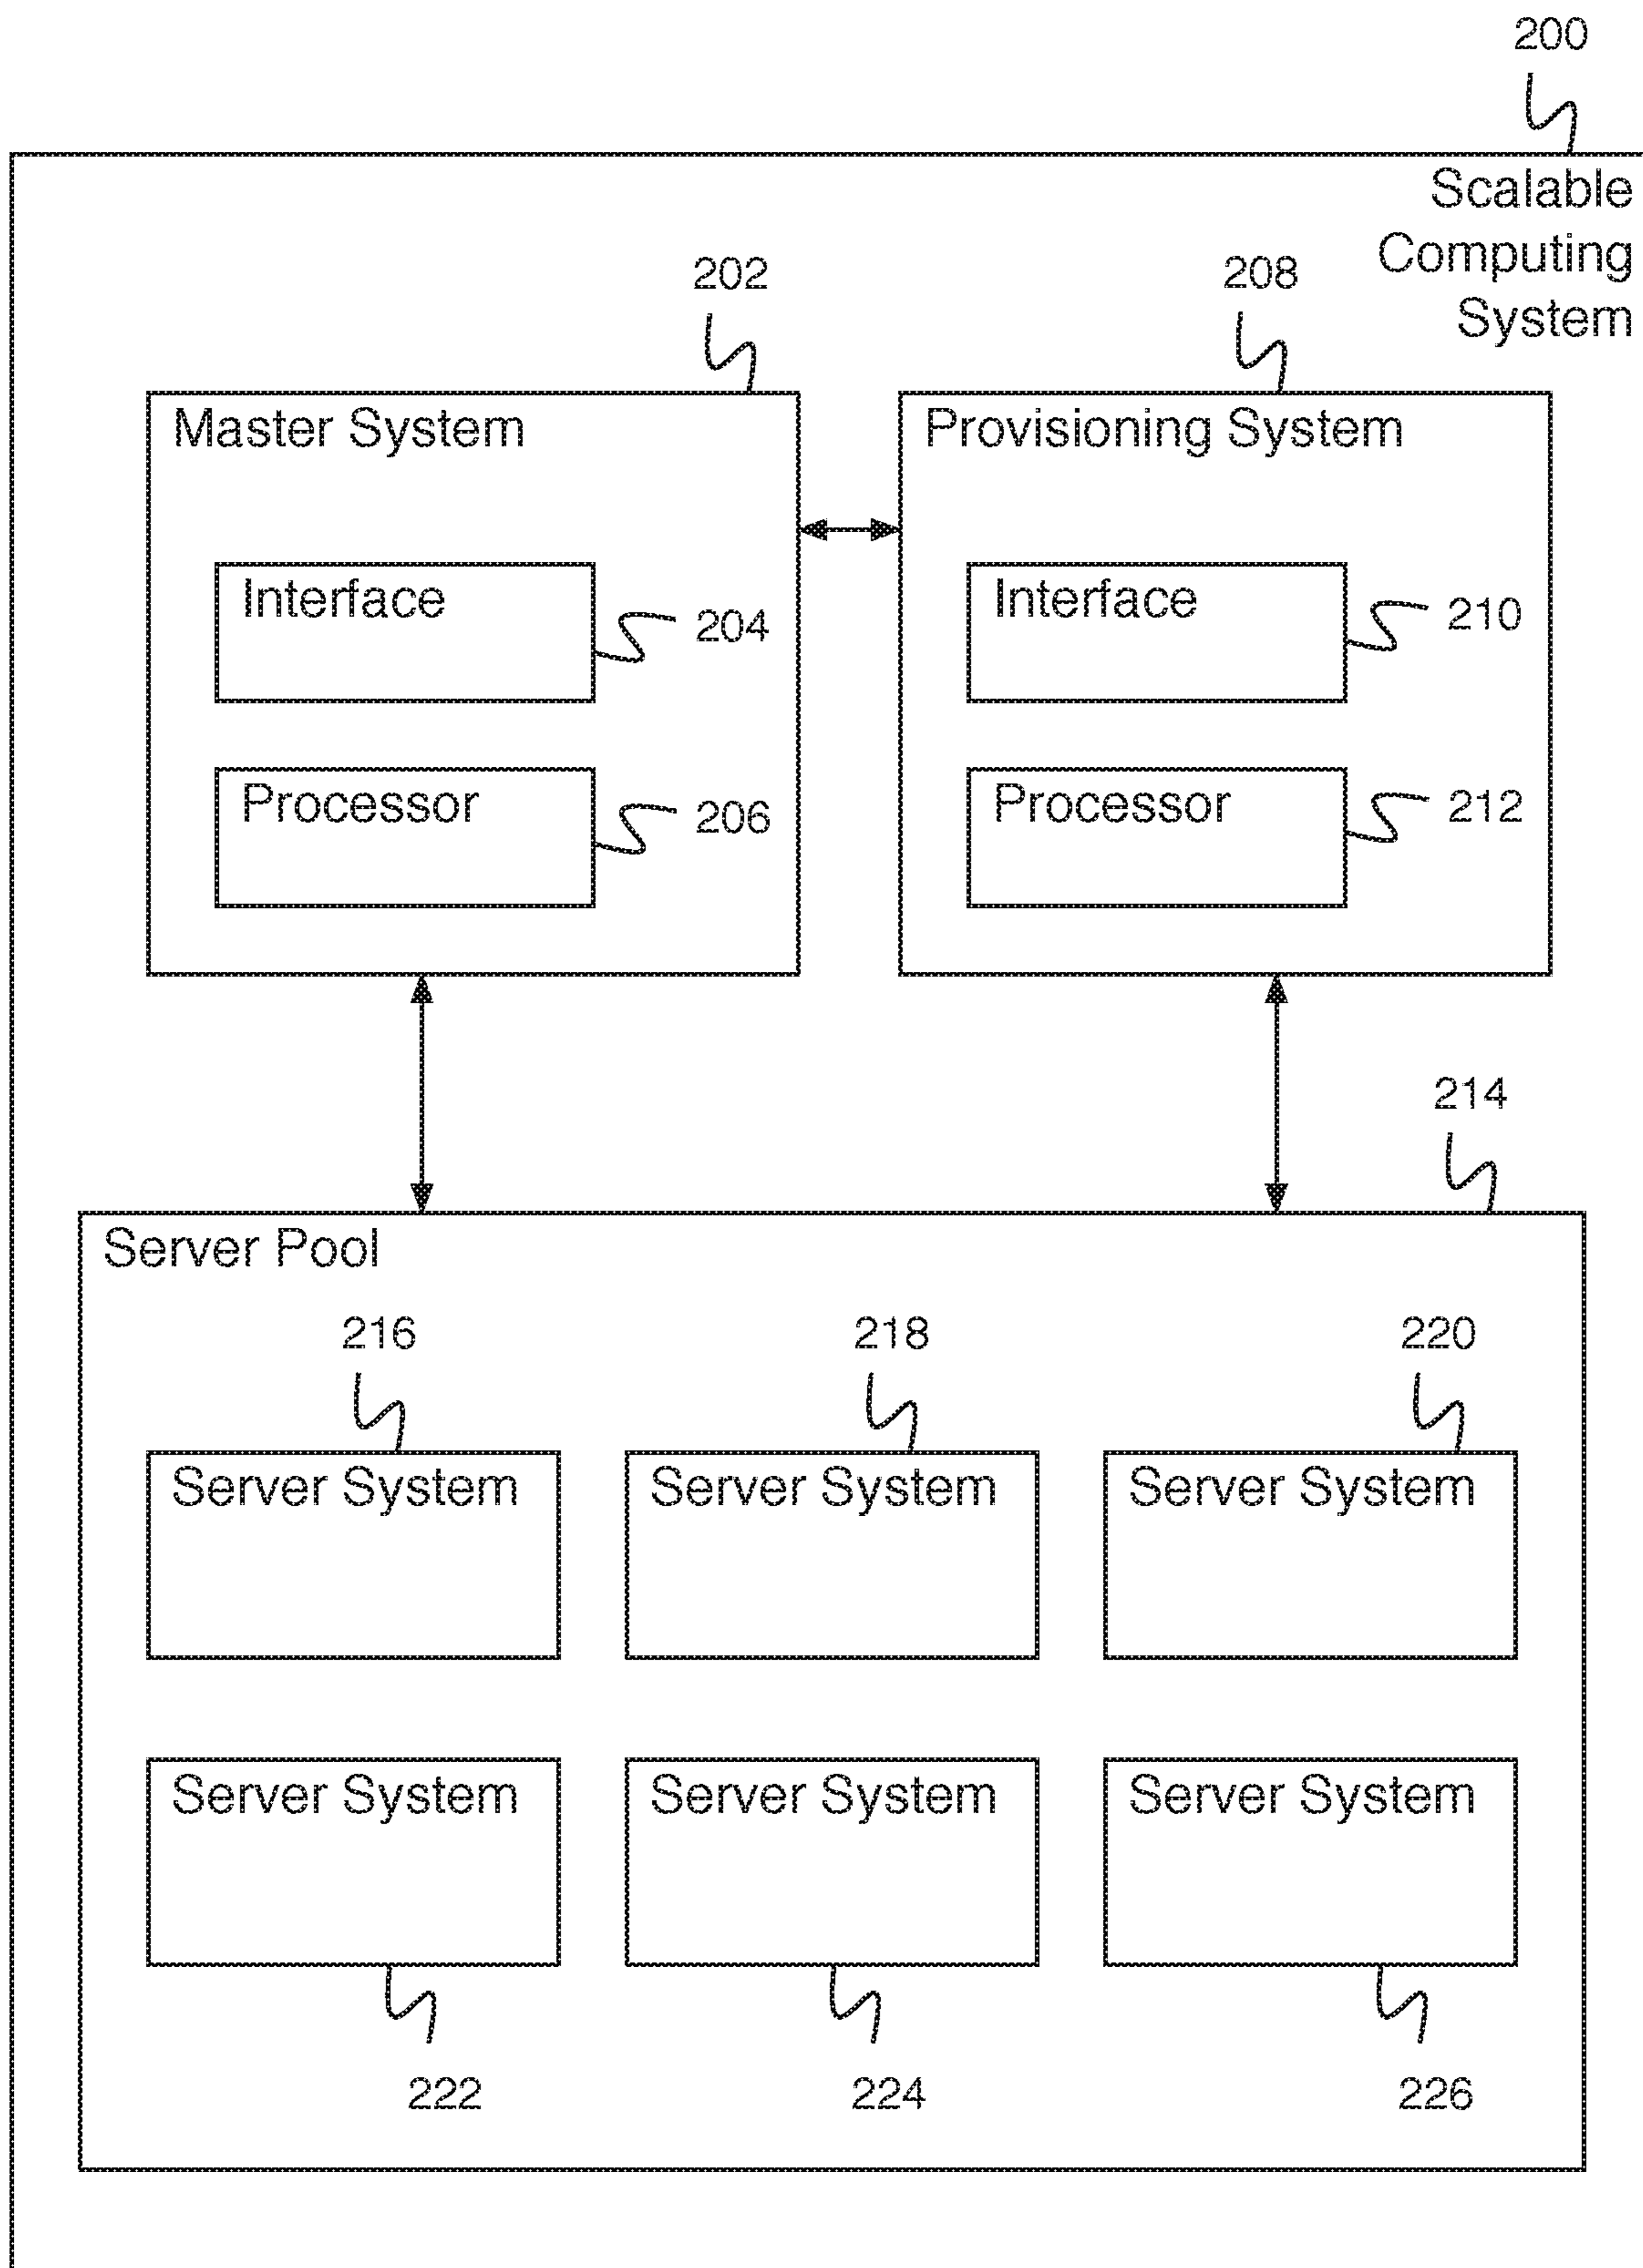 200
Scalable
Computing
System
202
208
Master System
Provisioning System
Interface
204
Interface
210
Processor
206
Processor
212
214
Server Pool
216
218
220
Server System
Server System
Server System
Server System
Server System
Server System
222
224
226